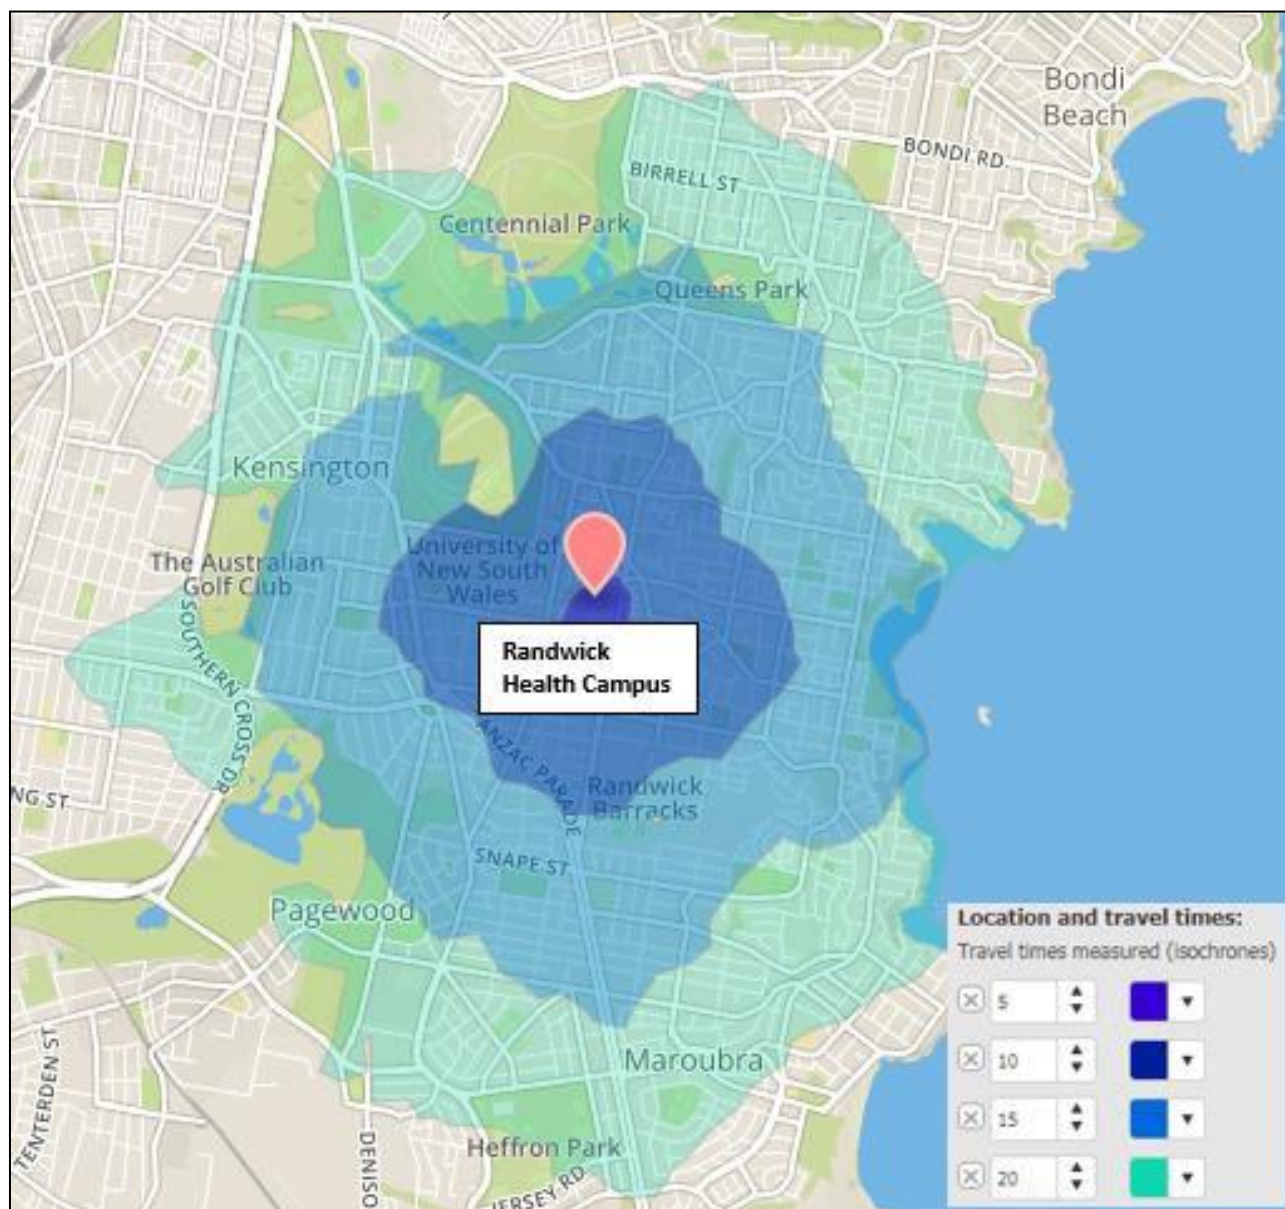 Bondi
Beach
BONDI RD.
BIRRELL ST
Centennial Park
Queens Park
Kensington
University of
New South
Wales
The Australian
Golf Club
SOUTHERN CROSS DR
Randwick
Health Campus
ANZAC PARADE
Randwick
Barracks
NG ST
SNAPE ST
Pagewood
Maroubra
TENTERDEN ST
DENISO
Heffron Park
JERSEY RD
Location and travel times:
Travel times measured (isochrones)
5
10
15
20